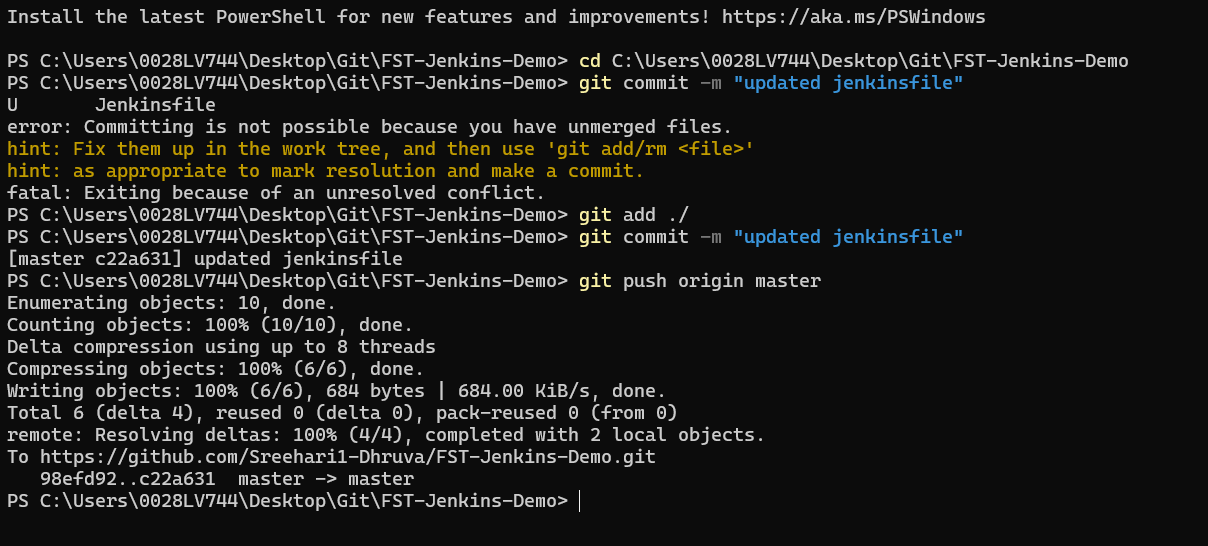 Install the latest PowerShell for new features and improvements! https://aka.ms/PSWindows
PS C:\Users\0028LV744\Desktop\Git\FST-Jenkins-Demo> cd C:\Users\0028LV744\Desktop\Git\FST-Jenkins-Demo
PS C:\Users\0028LV744\Desktop\Git\FST-Jenkins-Demo> git commit -m "updated jenkinsfile"
U       Jenkinsfile
error: Committing is not possible because you have unmerged files.
hint: Fix them up in the work tree, and then use 'git add/rm <file>'
hint: as appropriate to mark resolution and make a commit.
fatal: Exiting because of an unresolved conflict.
PS C:\Users\0028LV744\Desktop\Git\FST-Jenkins-Demo> git add ./
PS C:\Users\0028LV744\Desktop\Git\FST-Jenkins-Demo> git commit -m "updated jenkinsfile"
[master c22a631] updated jenkinsfile
PS C:\Users\0028LV744\Desktop\Git\FST-Jenkins-Demo> git push origin master
Enumerating objects: 10, done.
Counting objects: 100% (10/10), done.
Delta compression using up to 8 threads
Compressing objects: 100% (6/6), done.
Writing objects: 100% (6/6), 684 bytes | 684.00 KiB/s, done.
Total 6 (delta 4), reused 0 (delta 0), pack-reused 0 (from 0)
remote: Resolving deltas: 100% (4/4), completed with 2 local objects.
To https://github.com/Sreehari1-Dhruva/FST-Jenkins-Demo.git
   98efd92..c22a631  master -> master
PS C:\Users\0028LV744\Desktop\Git\FST-Jenkins-Demo>